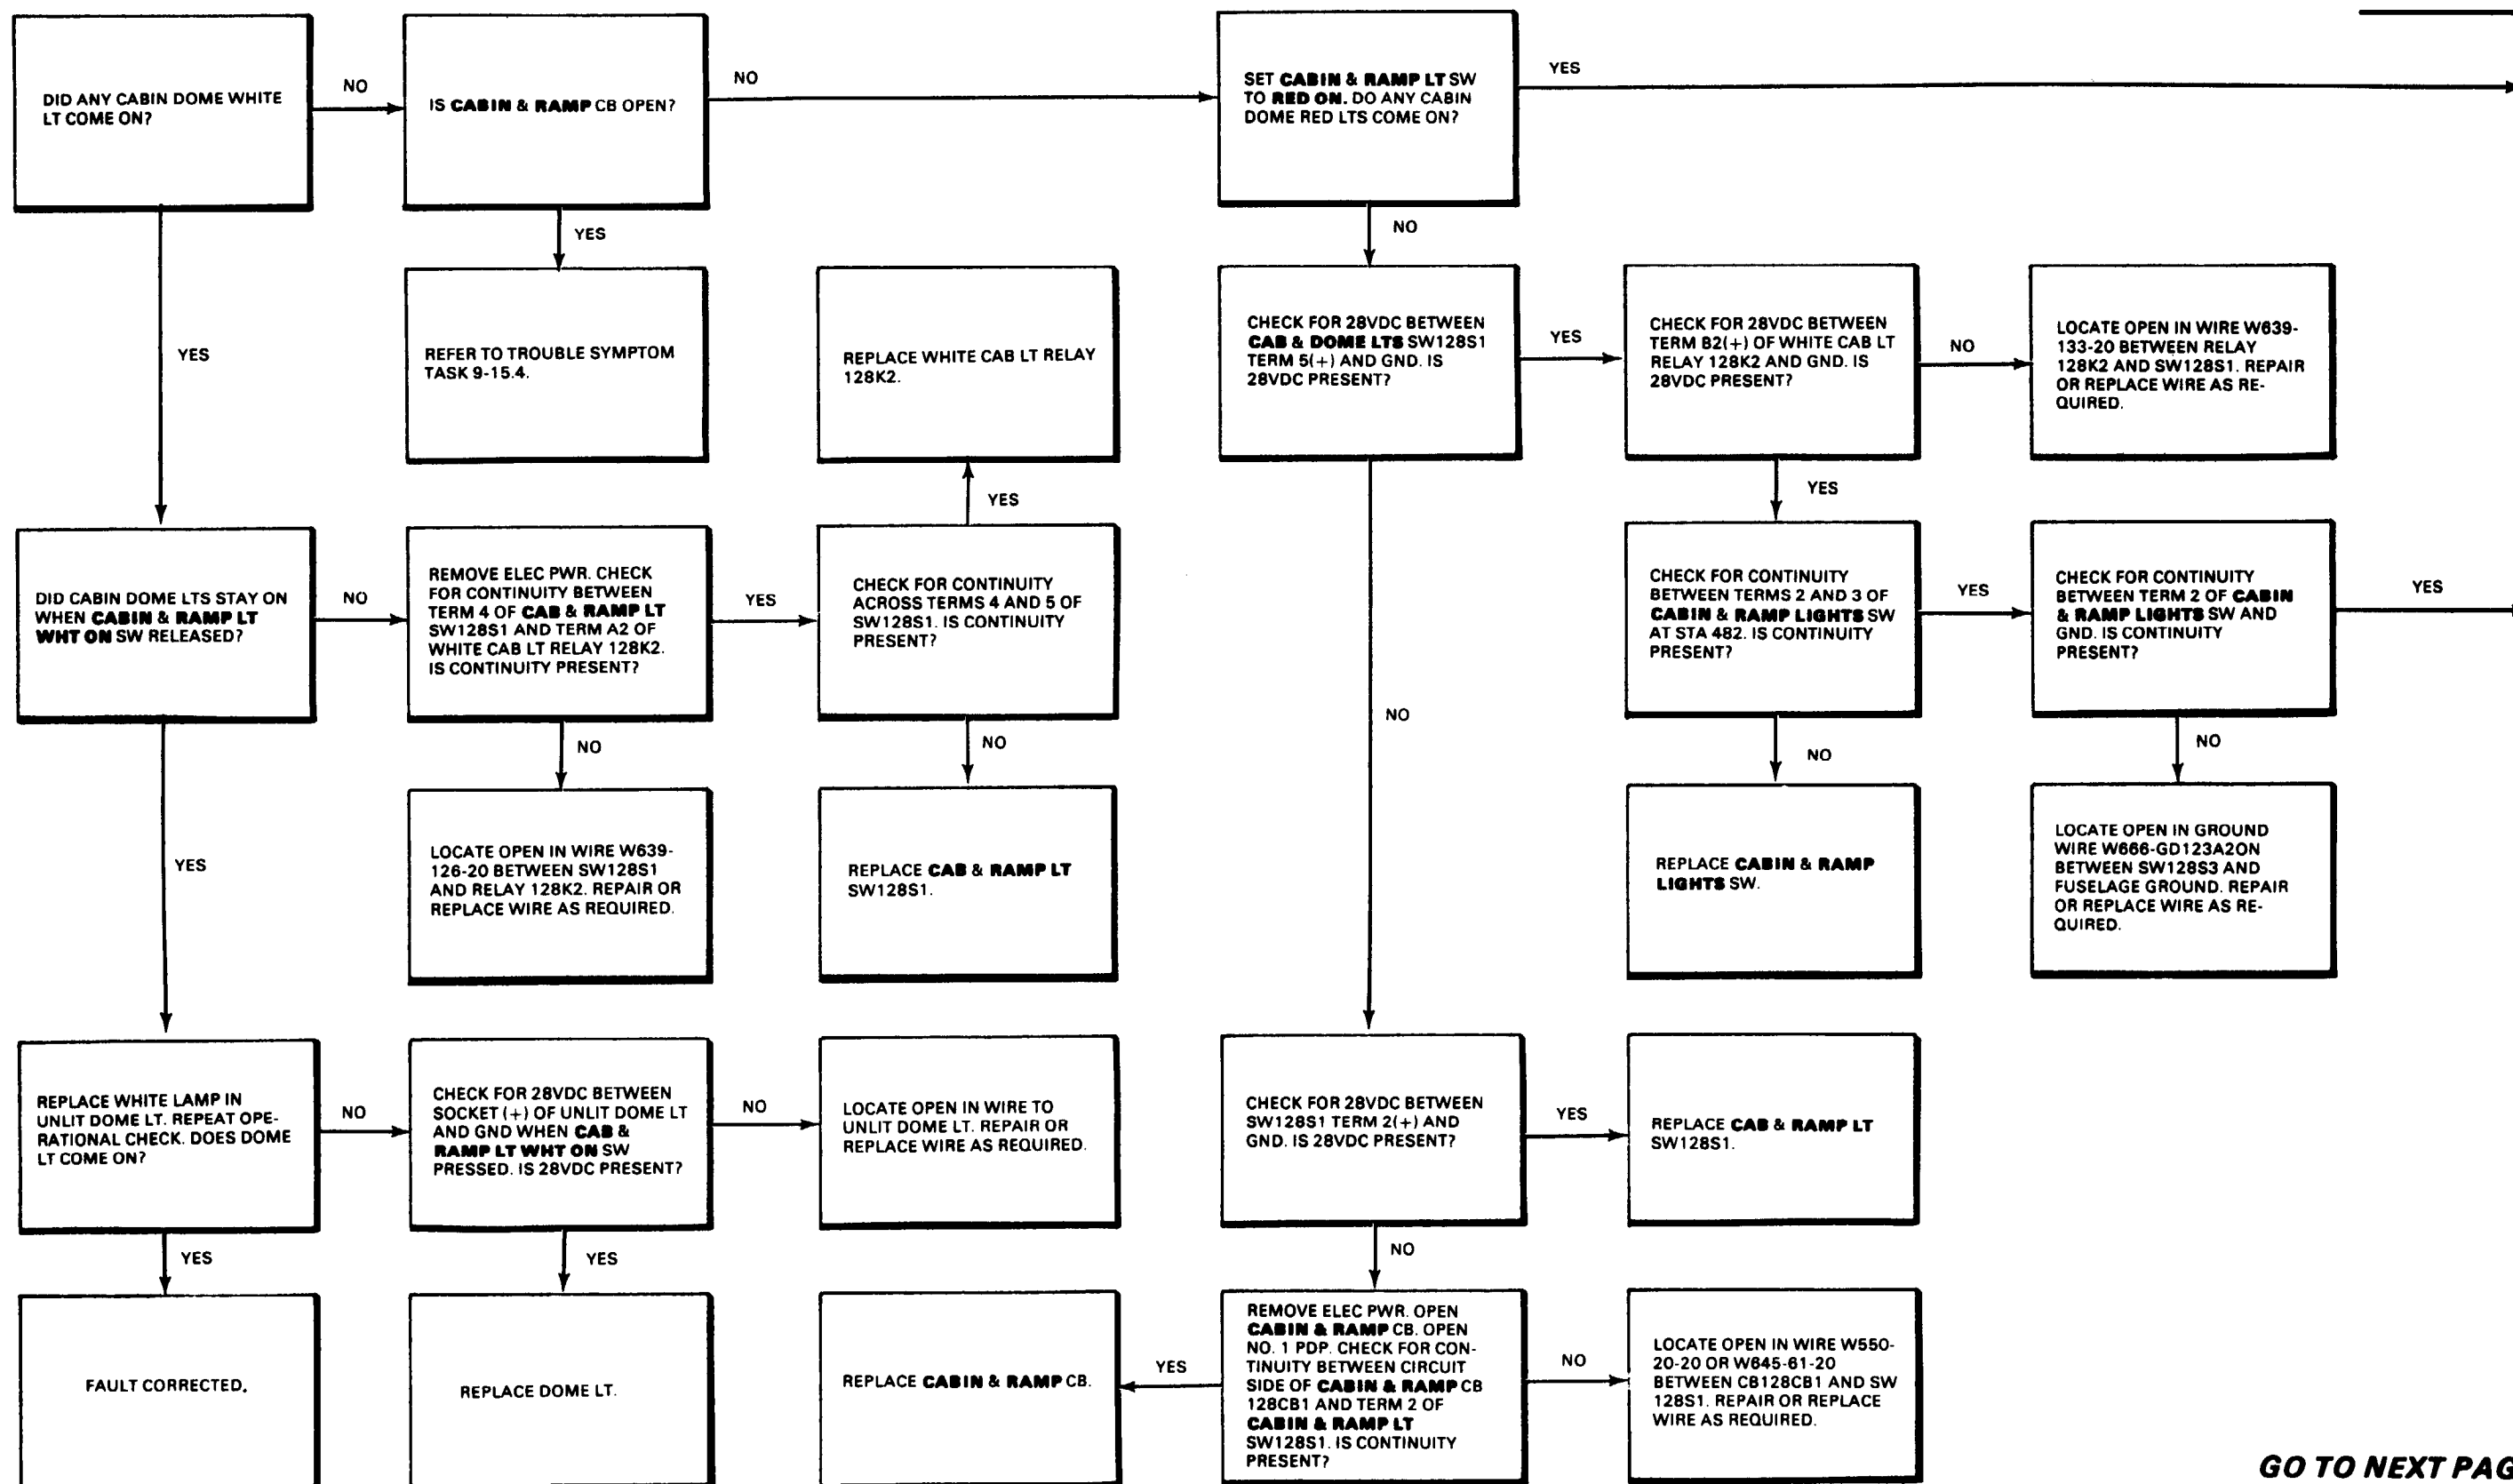 DID ANY CABIN DOME WHITE
LT COME ON?
NO
IS CABIN & RAMP CB OPEN?
NO
SET CABIN & RAMP LT SW
TO RED ON. DO ANY CABIN
DOME RED LTS COME ON?
YES
YES
YES
NO
REFER TO TROUBLE SYMPTOM
TASK 9-15.4.
REPLACE WHITE CAB LT RELAY
128K2.
CHECK FOR 28VDC BETWEEN
CAB & DOME LTS SW128S1
TERM 5(+) AND GND. IS
28VDC PRESENT?
YES
CHECK FOR 28VDC BETWEEN
TERM B2(+) OF WHITE CAB LT
RELAY 128K2 AND GND. IS
28VDC PRESENT?
NO
LOCATE OPEN IN WIRE W639-
133-20 BETWEEN RELAY
128K2 AND SW128S1. REPAIR
OR REPLACE WIRE AS RE-
QUIRED.
YES
YES
DID CABIN DOME LTS STAY ON
WHEN CABIN & RAMP LT
WHT ON SW RELEASED?
NO
REMOVE ELEC PWR. CHECK
FOR CONTINUITY BETWEEN
TERM 4 OF CAB & RAMP LT
SW128S1 AND TERM A2 OF
WHITE CAB LT RELAY 128K2.
IS CONTINUITY PRESENT?
YES
CHECK FOR CONTINUITY
ACROSS TERMS 4 AND 5 OF
SW128S1. IS CONTINUITY
PRESENT?
CHECK FOR CONTINUITY
BETWEEN TERMS 2 AND 3 OF
CABIN & RAMP LIGHTS SW
AT STA 482. IS CONTINUITY
PRESENT?
YES
CHECK FOR CONTINUITY
BETWEEN TERM 2 OF CABIN
& RAMP LIGHTS SW AND
GND. IS CONTINUITY
PRESENT?
YES
YES
NO
NO
NO
NO
NO
LOCATE OPEN IN WIRE W639-
126-20 BETWEEN SW128S1
AND RELAY 128K2. REPAIR OR
REPLACE WIRE AS REQUIRED.
REPLACE CAB & RAMP LT
SW128S1.
REPLACE CABIN & RAMP
LIGHTS SW.
LOCATE OPEN IN GROUND
WIRE W666-GD123A2ON
BETWEEN SW128S3 AND
FUSELAGE GROUND. REPAIR
OR REPLACE WIRE AS RE-
QUIRED.
REPLACE WHITE LAMP IN
UNLIT DOME LT. REPEAT OPE-
RATIONAL CHECK. DOES DOME
LT COME ON?
NO
CHECK FOR 28VDC BETWEEN
SOCKET (+) OF UNLIT DOME LT
AND GND WHEN CAB &
RAMP LT WHT ON SW
PRESSED. IS 28VDC PRESENT?
NO
LOCATE OPEN IN WIRE TO
UNLIT DOME LT. REPAIR OR
REPLACE WIRE AS REQUIRED.
CHECK FOR 28VDC BETWEEN
SW128S1 TERM 2(+) AND
GND. IS 28VDC PRESENT?
YES
REPLACE CAB & RAMP LT
SW128S1.
YES
YES
NO
FAULT CORRECTED.
REPLACE DOME LT.
REPLACE CABIN & RAMP CB.
YES
REMOVE ELEC PWR. OPEN
CABIN & RAMP CB. OPEN
NO. 1 PDP. CHECK FOR CON-
TINUITY BETWEEN CIRCUIT
SIDE OF CABIN & RAMP CB
128CB1 AND TERM 2 OF
CABIN & RAMP LT
SW128S1. IS CONTINUITY
PRESENT?
NO
LOCATE OPEN IN WIRE W550-
20-20 OR W645-61-20
BETWEEN CB128CB1 AND SW
128S1. REPAIR OR REPLACE
WIRE AS REQUIRED.
GO TO NEXT PAG